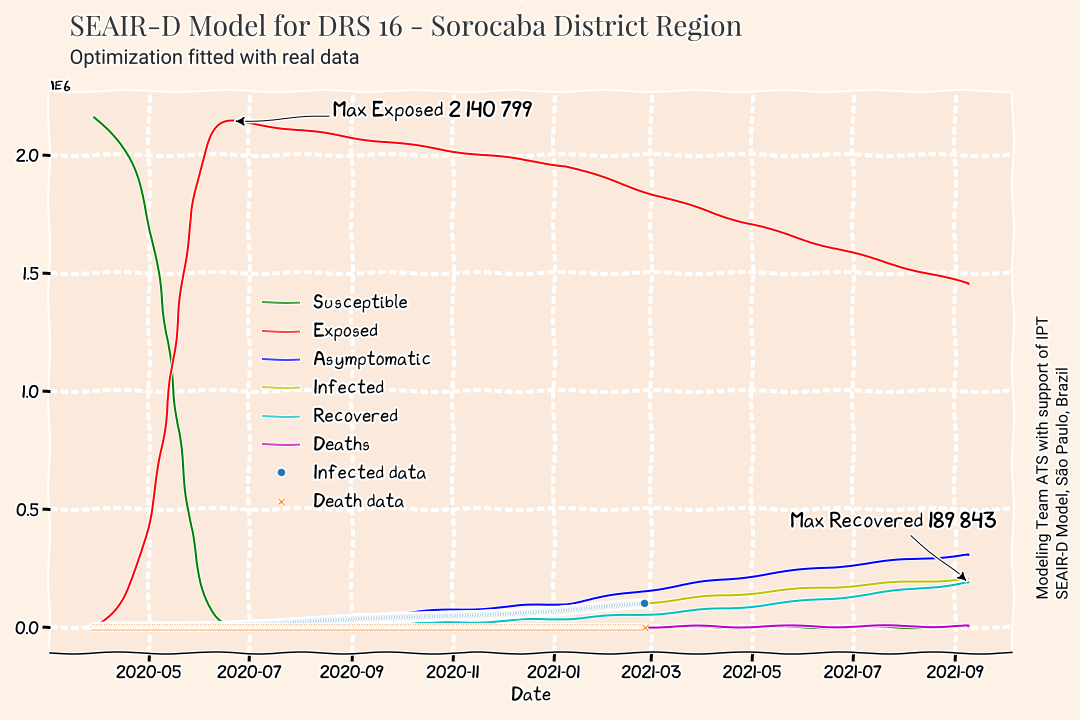 SEAIR-D Model for DRS 16 - Sorocaba District Region
Optimization fitted with real data
1E6
Max Exposed 2 140 799
2.0
1.5
1.0
0.5
0.0
Susceptible
Exposed
Asymptomatic
Infected
Recovered
Deaths
Infected data
Death data
Max Recovered 189 843
2020-05
2020-07
2020-09
2020-11
2021-01
2021-03
2021-05
2021-07
2021-09
Date
Modeling Team ATS with support of IPT
SEAIR-D Model, São Paulo, Brazil